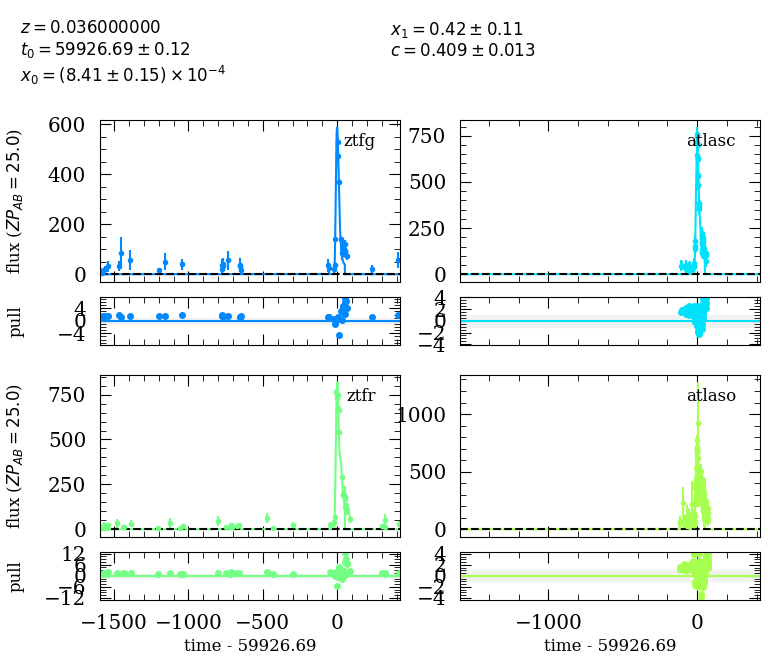 z = 0.036000000
t0 = 59926.69 ± 0.12
x0 = (8.41 ± 0.15) × 10^−4
x1 = 0.42 ± 0.11
c = 0.409 ± 0.013
600
400
200
0
flux (ZP_AB = 25.0)
ztfg
750
500
250
0
atlasc
4
0
−4
pull
4
2
0
−2
−4
750
500
250
0
flux (ZP_AB = 25.0)
ztfr
1000
500
0
atlaso
12
6
0
−6
−12
pull
4
2
0
−2
−4
−1500 −1000 −500 0
time - 59926.69
−1000 0
time - 59926.69